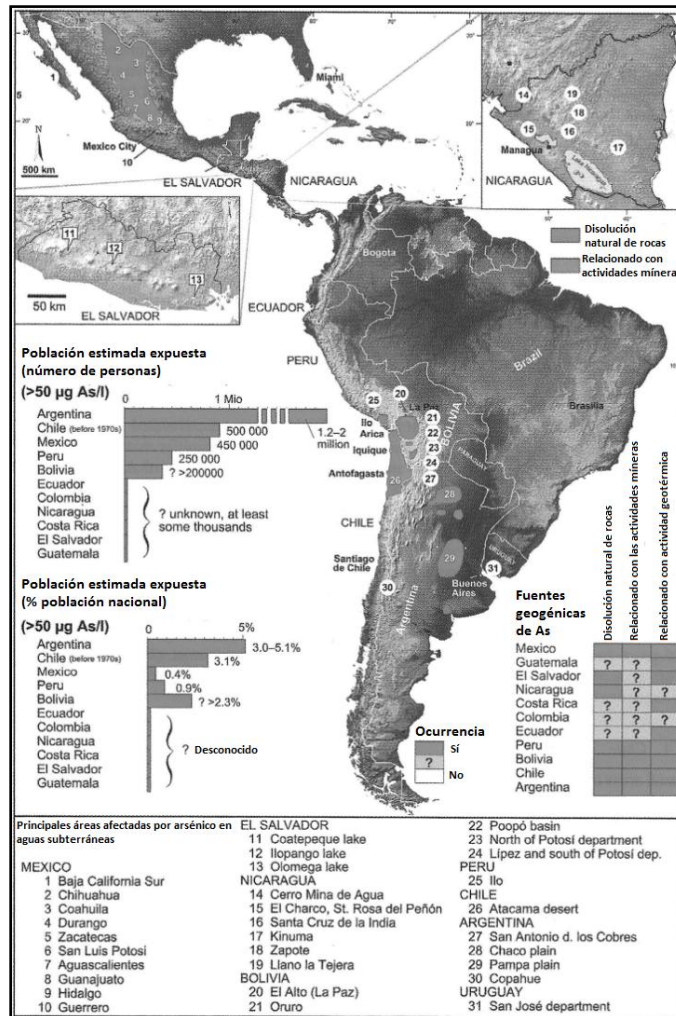 90°
80°
70°
60°
50°
Miami
20°
N
500 km
Mexico City
10
EL SALVADOR
NICARAGUA
14
19
18
15
16
Managua
17
Lake Nicaragua
NICARAGUA
11
12
13
50 km
EL SALVADOR
Disolución
natural de rocas
Relacionado con
actividades minera
Bogota
ECUADOR
PERU
Brazil
Brasilia
25
20
La Paz
Ilo
Arica
Iquique
Antofagasta
BOLIVIA
21
22
23
24
27
26
PARAGUAY
28
CHILE
29
Santiago
de Chile
30
Argentina
Buenos
Aires
URUGUAY
31
Población estimada expuesta
(número de personas)
(>50 µg As/l)
0 1 Mio
Argentina 1.2–2 million
Chile (before 1970s) 500 000
Mexico 450 000
Peru 250 000
Bolivia ? >200000
Ecuador
Colombia
Nicaragua
Costa Rica
El Salvador
Guatemala
? unknown, at least
some thousands
Población estimada expuesta
(% población nacional)
(>50 µg As/l)
0 5%
Argentina 3.0–5.1%
Chile (before 1970s) 3.1%
Mexico 0.4%
Peru 0.9%
Bolivia ? >2.3%
Ecuador
Colombia
Nicaragua
Costa Rica
El Salvador
Guatemala
? Desconocido
Ocurrencia
Sí
?
No
Fuentes
geogénicas
de As
Disolución natural de rocas
Relacionado con las actividades míneras
Relacionado con actividad geotérmica
Mexico
Guatemala ? ?
El Salvador ?
Nicaragua ? ?
Costa Rica ? ?
Colombia ? ? ?
Ecuador ? ?
Peru
Bolivia
Chile
Argentina
Principales áreas afectadas por arsénico en
aguas subterráneas
MEXICO
1 Baja California Sur
2 Chihuahua
3 Coahuila
4 Durango
5 Zacatecas
6 San Luis Potosi
7 Aguascalientes
8 Guanajuato
9 Hidalgo
10 Guerrero
EL SALVADOR
11 Coatepeque lake
12 Ilopango lake
13 Olomega lake
NICARAGUA
14 Cerro Mina de Agua
15 El Charco, St. Rosa del Peñón
16 Santa Cruz de la India
17 Kinuma
18 Zapote
19 Llano la Tejera
BOLIVIA
20 El Alto (La Paz)
21 Oruro
22 Poopó basin
23 North of Potosí department
24 Lípez and south of Potosí dep.
PERU
25 Ilo
CHILE
26 Atacama desert
ARGENTINA
27 San Antonio d. los Cobres
28 Chaco plain
29 Pampa plain
30 Copahue
URUGUAY
31 San José department